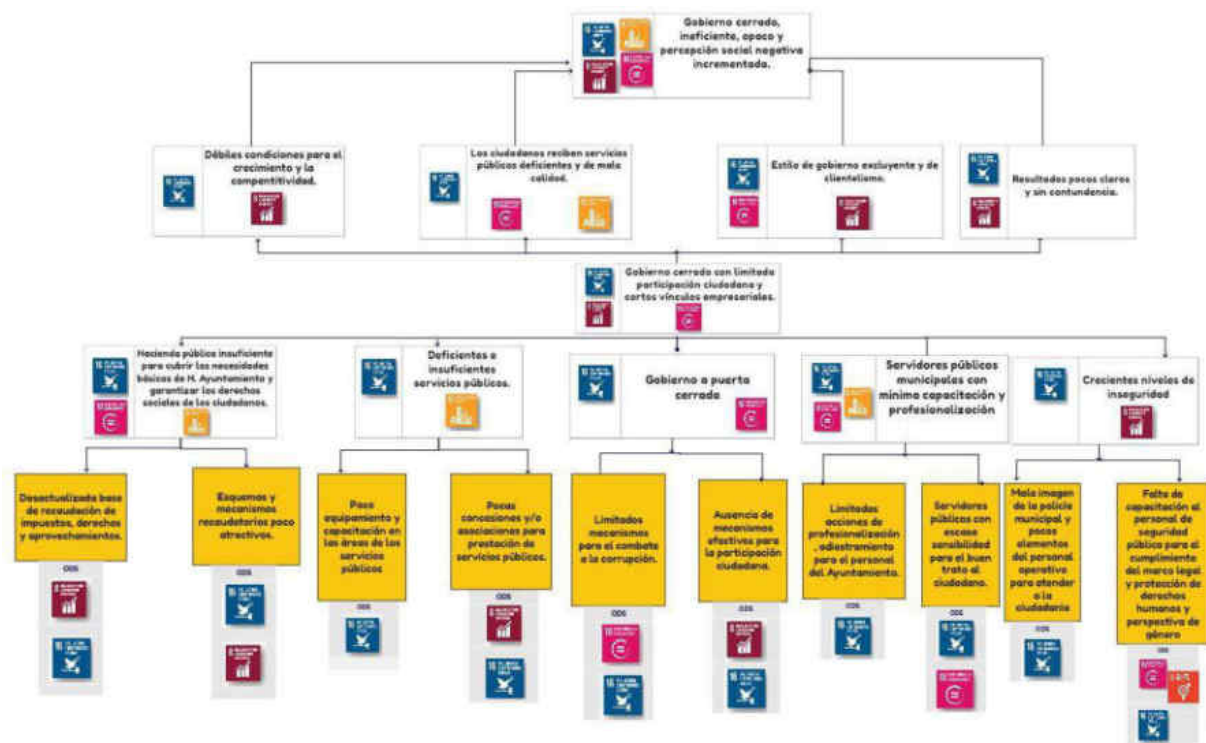 Gobierno cerrado,
ineficiente, opaco y
percepción social negativa
incrementada.
Débiles condiciones para el
crecimiento y la
competitividad.
Los ciudadanos reciben servicios
públicos deficientes y de mala
calidad.
Estilo de gobierno excluyente y de
clientelismo.
Resultados pocos claros
y sin contundencia.
Gobierno cerrado con limitada
participación ciudadana y
cortos vínculos empresariales.
Hacienda pública insuficiente
para cubrir las necesidades
básicas de H. Ayuntamiento y
garantizar los derechos
sociales de los ciudadanos.
Deficientes e
insuficientes
servicios públicos.
Gobierno a puerta
cerrada
Servidores públicos
municipales con
mínima capacitación y
profesionalización
Crecientes niveles de
inseguridad
Desactualizada base
de recaudación de
impuestos, derechos
y aprovechamientos.
ODS
Esquemas y
mecanismos
recaudatorios poco
atractivos.
ODS
Poco
equipamiento y
capacitación en
las áreas de los
servicios
públicos
ODS
Pocas
concesiones y/o
asociaciones para
prestación de
servicios públicos.
ODS
Limitados
mecanismos
para el combate
a la corrupción.
ODS
Ausencia de
mecanismos
efectivos para
la participación
ciudadana.
ODS
Limitadas
acciones de
profesionalización
, adiestramiento
para el personal
del Ayuntamiento.
ODS
Servidores
públicos con
escasa
sensibilidad
para el buen
trato al
ciudadano.
ODS
Mala imagen
de la policía
municipal y
pocos
elementos del
personal
operativo para
atender
a la
ciudadanía
ODS
Falta de
capacitación al
personal de
seguridad
pública para el
cumplimiento
del marco legal
y protección de
derechos
humanos y
perspectiva de
género
ODS